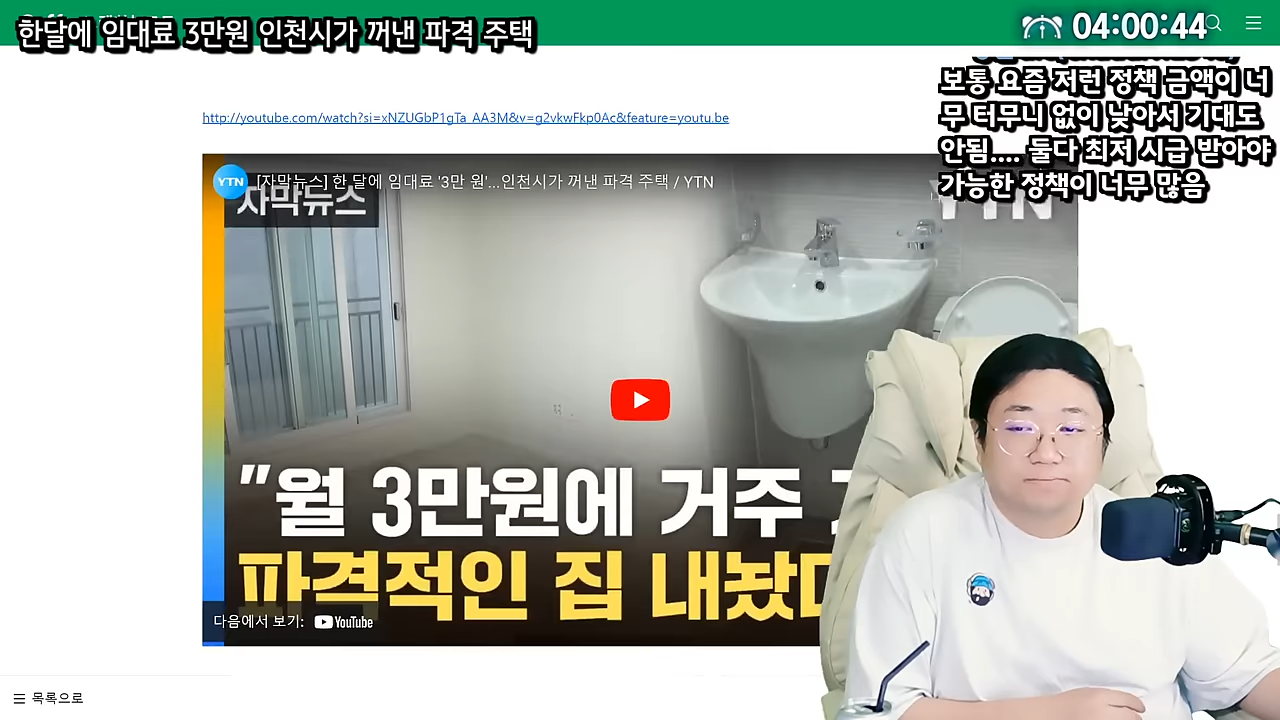 한달에 임대료 3만원 인천시가 꺼낸 파격 주택
04:00:44
보통 요즘 저런 정책 금액이 너
무 터무니 없이 낮아서 기대도
안됨.... 둘다 최저 시급 받아야
가능한 정책이 너무 많음
http://youtube.com/watch?si=xNZUGbP1gTa_AA3M&v=g2vkwFkp0Ac&feature=youtu.be
YTN
[자막뉴스] 한 달에 임대료 '3만 원'...인천시가 꺼낸 파격 주택 / YTN
자막뉴스
YTN
"월 3만원에 거주
파격적인 집 내놨
다음에서 보기: YouTube
목록으로